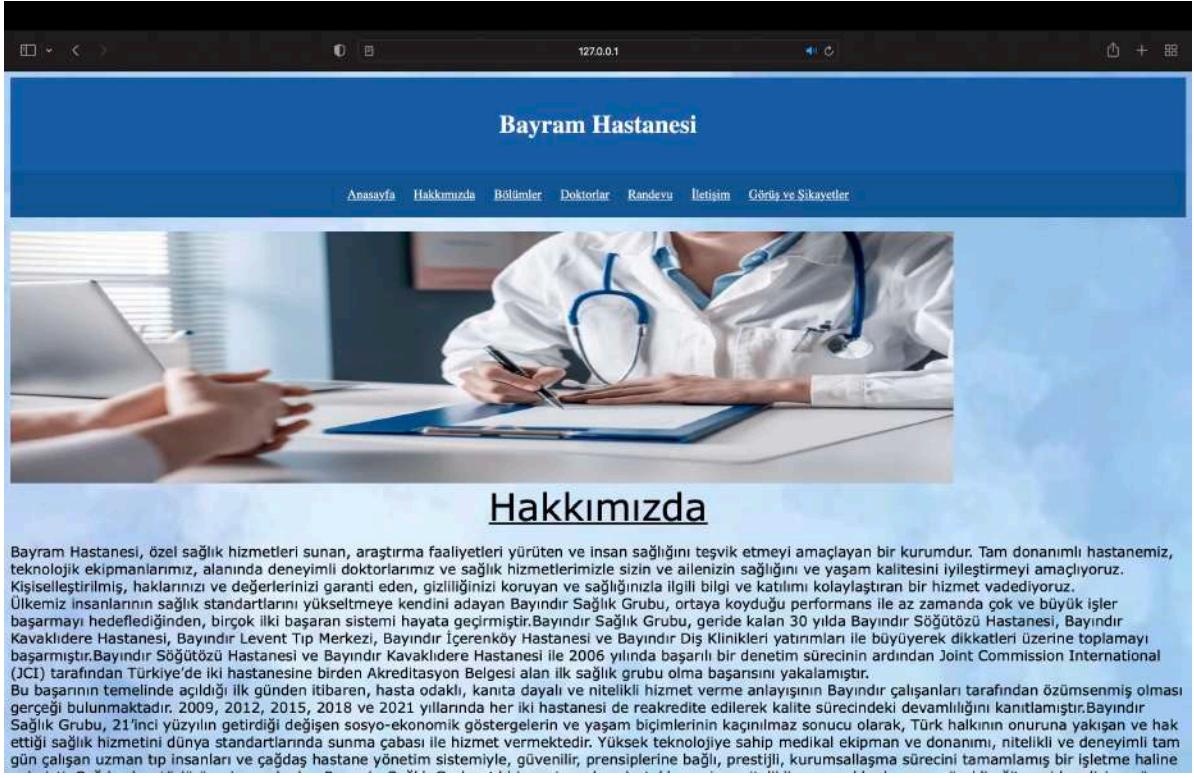 127.0.0.1
Bayram Hastanesi
Anasayfa Hakkımızda Bölümler Doktorlar Randevu İletişim Görüş ve Şikayetler
Hakkımızda
Bayram Hastanesi, özel sağlık hizmetleri sunan, araştırma faaliyetleri yürüten ve insan sağlığını teşvik etmeyi amaçlayan bir kurumdur. Tam donanımlı hastanemiz,
teknolojik ekipmanlarımız, alanında deneyimli doktorlarımız ve sağlık hizmetlerimizle sizin ve ailenizin sağlığını ve yaşam kalitesini iyileştirmeyi amaçlıyoruz.
Kişiselleştirilmiş, haklarınızı ve değerlerinizi garanti eden, gizliliğinizi koruyan ve sağlığınızla ilgili bilgi ve katılımı kolaylaştıran bir hizmet vadediyoruz.
Ülkemiz insanlarının sağlık standartlarını yükseltmeye kendini adayan Bayındır Sağlık Grubu, ortaya koyduğu performans ile az zamanda çok ve büyük işler
başarmayı hedeflediğinden, birçok ilki başaran sistemi hayata geçirmiştir.Bayındır Sağlık Grubu, geride kalan 30 yılda Bayındır Söğütözü Hastanesi, Bayındır
Kavaklıdere Hastanesi, Bayındır Levent Tıp Merkezi, Bayındır İçerenköy Hastanesi ve Bayındır Diş Klinikleri yatırımları ile büyüyerek dikkatleri üzerine toplamayı
başarmıştır.Bayındır Söğütözü Hastanesi ve Bayındır Kavaklıdere Hastanesi ile 2006 yılında başarılı bir denetim sürecinin ardından Joint Commission International
(JCI) tarafından Türkiye'de iki hastanesine birden Akreditasyon Belgesi alan ilk sağlık grubu olma başarısını yakalamıştır.
Bu başarının temelinde açıldığı ilk günden itibaren, hasta odaklı, kanıta dayalı ve nitelikli hizmet verme anlayışının Bayındır çalışanları tarafından özümsenmiş olması
gerçeği bulunmaktadır. 2009, 2012, 2015, 2018 ve 2021 yıllarında her iki hastanesi de reakredite edilerek kalite sürecindeki devamlılığını kanıtlamıştır.Bayındır
Sağlık Grubu, 21'inci yüzyılın getirdiği değişen sosyo-ekonomik göstergelerin ve yaşam biçimlerinin kaçınılmaz sonucu olarak, Türk halkının onuruna yakışan ve hak
ettiği sağlık hizmetini dünya standartlarında sunma çabası ile hizmet vermektedir. Yüksek teknolojiye sahip medikal ekipman ve donanımı, nitelikli ve deneyimli tam
gün çalışan uzman tıp insanları ve çağdaş hastane yönetim sistemiyle, güvenilir, prensiplerine bağlı, prestijli, kurumsallaşma sürecini tamamlamış bir işletme haline